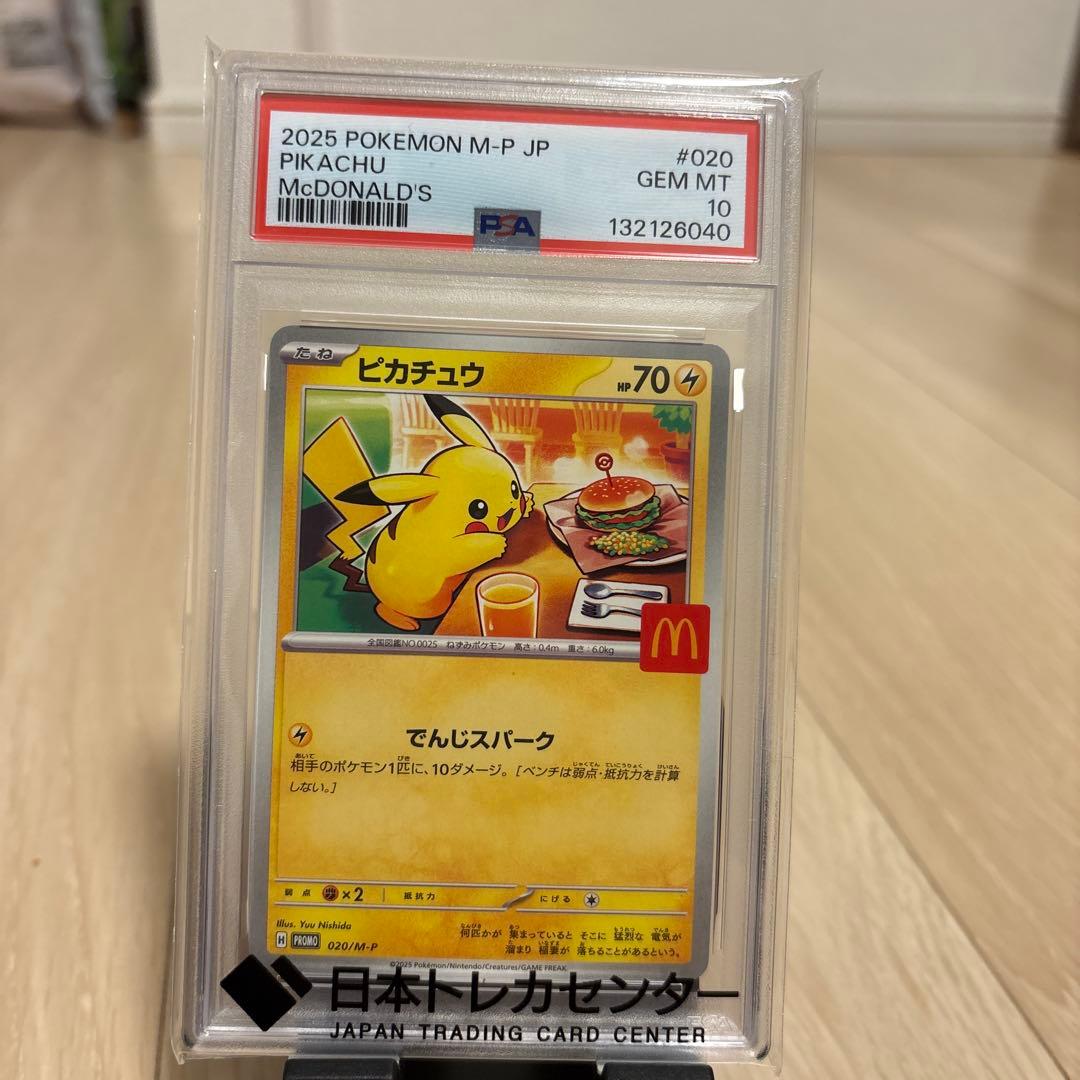 2025 POKEMON M-P JP #020
PIKACHU GEM MT
McDONALD'S 10
PSA 132126040
たね ピカチュウ HP70
M
全国図鑑NO0025 ねずみポケモン 高さ:0.4m 重さ:6.0kg
でんじスパーク
相手のポケモン1匹に、10ダメージ。[ベンチは弱点・抵抗力を計算
しない。]
弱点 ×2 抵抗力 にげる
Illus. Yuu Nishida
何匹かが 集まっていると そこに 猛烈な 電気が
溜まり 稲妻が 落ちることがあるという。
H PROMO 020/M-P
©2025 Pokémon/Nintendo/Creatures/GAME FREAK
日本トレカセンター
JAPAN TRADING CARD CENTER